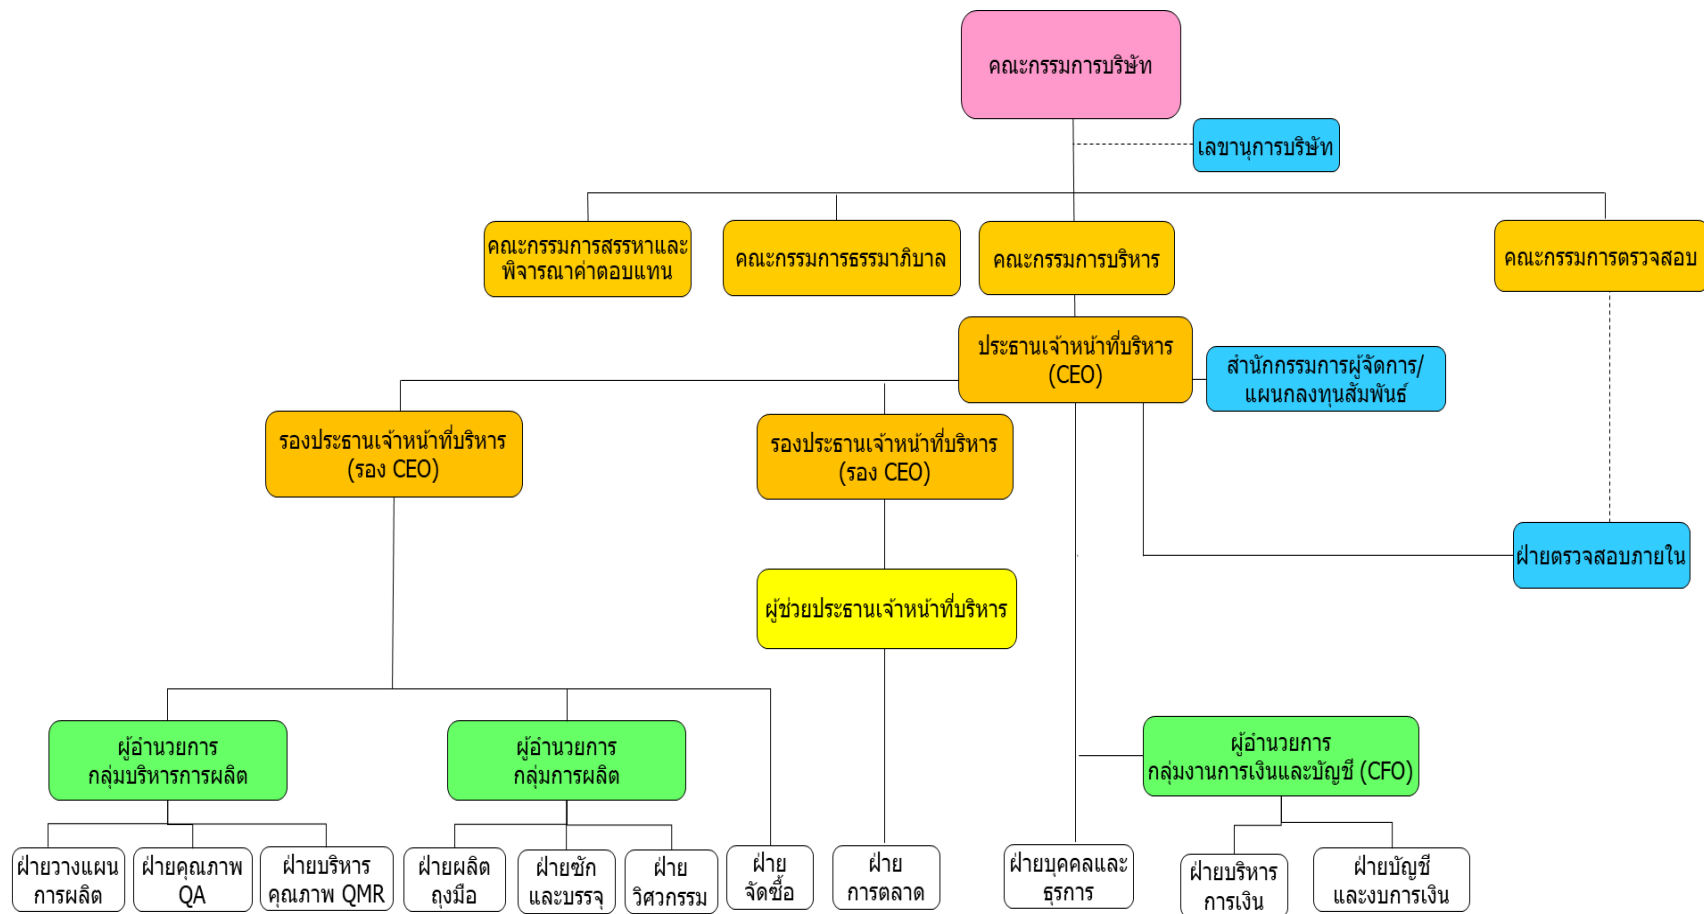 คณะกรรมการบริษัท
เลขานุการบริษัท
คณะกรรมการสรรหาและ
พิจารณาค่าตอบแทน
คณะกรรมการธรรมาภิบาล
คณะกรรมการบริหาร
คณะกรรมการตรวจสอบ
ประธานเจ้าหน้าที่บริหาร
(CEO)
สำนักกรรมการผู้จัดการ/
แผนกลงทุนสัมพันธ์
รองประธานเจ้าหน้าที่บริหาร
(รอง CEO)
รองประธานเจ้าหน้าที่บริหาร
(รอง CEO)
ฝ่ายตรวจสอบภายใน
ผู้ช่วยประธานเจ้าหน้าที่บริหาร
ผู้อำนวยการ
กลุ่มบริหารการผลิต
ผู้อำนวยการ
กลุ่มการผลิต
ผู้อำนวยการ
กลุ่มงานการเงินและบัญชี (CFO)
ฝ่ายวางแผน
การผลิต
ฝ่ายคุณภาพ
QA
ฝ่ายบริหาร
คุณภาพ QMR
ฝ่ายผลิต
ถุงมือ
ฝ่ายซัก
และบรรจุ
ฝ่าย
วิศวกรรม
ฝ่าย
จัดซื้อ
ฝ่าย
การตลาด
ฝ่ายบุคคลและ
ธุรการ
ฝ่ายบริหาร
การเงิน
ฝ่ายบัญชี
และงบการเงิน